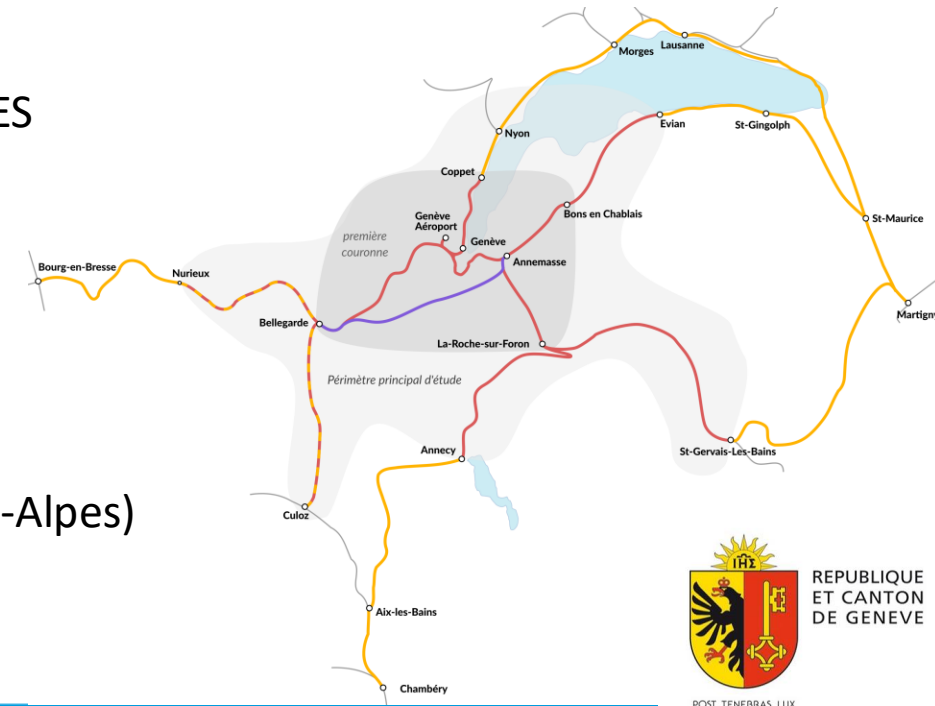 ES
Morges
Lausanne
Nyon
Evian
St-Gingolph
Coppet
Genève
Aéroport
première
couronne
Genève
Bons en Chablais
St-Maurice
Annemasse
Bourg-en-Bresse
Nurieux
Martigny
Bellegarde
La-Roche-sur-Foron
Périmètre principal d'étude
Annecy
St-Gervais-Les-Bains
Culoz
-Alpes)
IHΣ
REPUBLIQUE
ET CANTON
DE GENEVE
POST TENEBRAS LUX
Aix-les-Bains
Chambéry